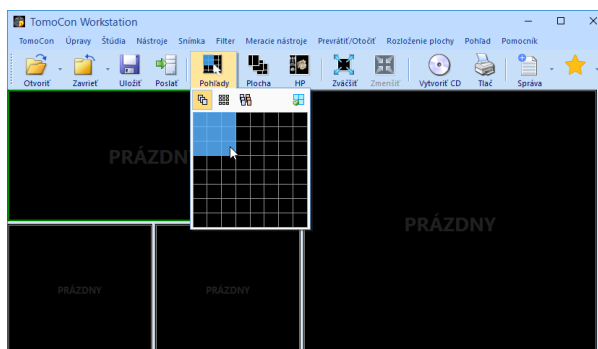 TomoCon Workstation
TomoCon Úpravy Štúdia Nástroje Snímka Filter Meracie nástroje Prevrátiť/Otočiť Rozloženie plochy Pohľad Pomocník
Otvoriť Zavrieť Uložiť Poslať Pohľady Plocha HP Zväčšiť Zmenšiť Vytvoriť CD Tlač Správa
PRÁZDN
PRÁZDNY
PRÁZDNY PRÁZDNY